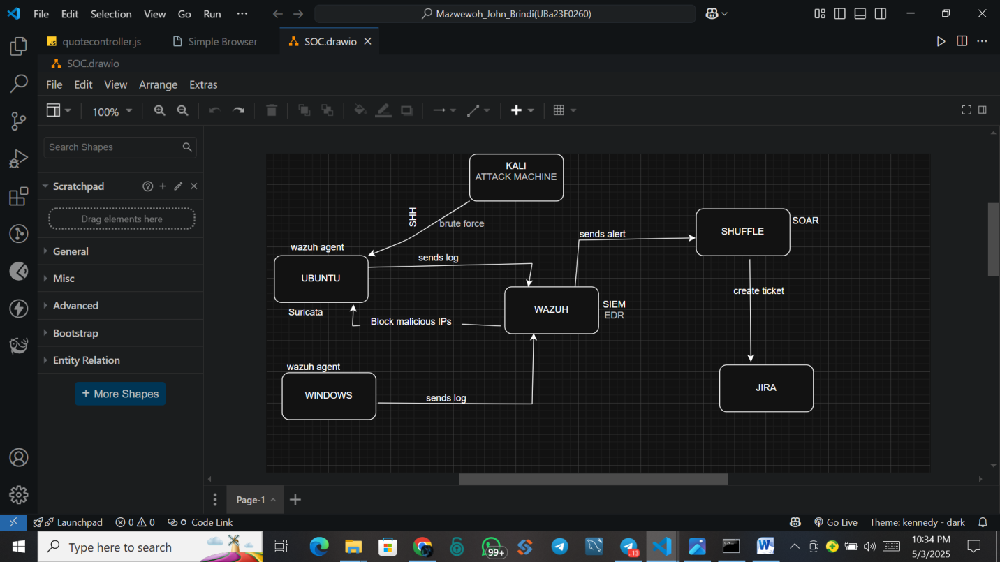 File Edit Selection View Go Run ...
Mazwewoh_John_Brindi(UBa23E0260)
JS quotecontroller.js
Simple Browser
SOC.drawio
SOC.drawio
File Edit View Arrange Extras
100%
Search Shapes
Scratchpad
Drag elements here
General
Misc
Advanced
Bootstrap
Entity Relation
+ More Shapes
KALI
ATTACK MACHINE
SHH
brute force
wazuh agent
UBUNTU
Suricata
sends log
Block malicious IPs
WAZUH
SIEM
EDR
sends alert
SHUFFLE
SOAR
create ticket
JIRA
wazuh agent
WINDOWS
sends log
Page-1
Launchpad 0 0 Code Link
Go Live Theme: kennedy - dark
Type here to search
99+
13
W
10:34 PM
5/3/2025